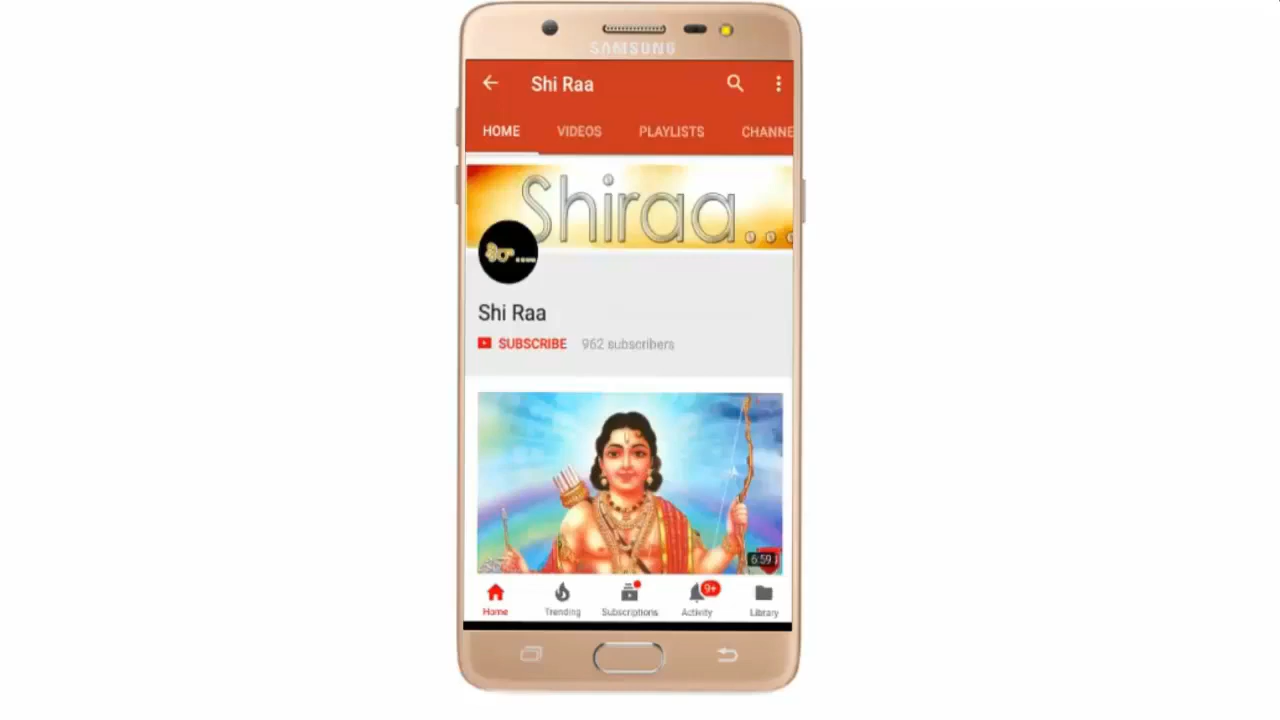 SAMSUNG
Shi Raa
HOME VIDEOS PLAYLISTS CHANNE
Shiraa...
Shi Raa
SUBSCRIBE 962 subscribers
6:59
9+
Home Trending Subscriptions Activity Library